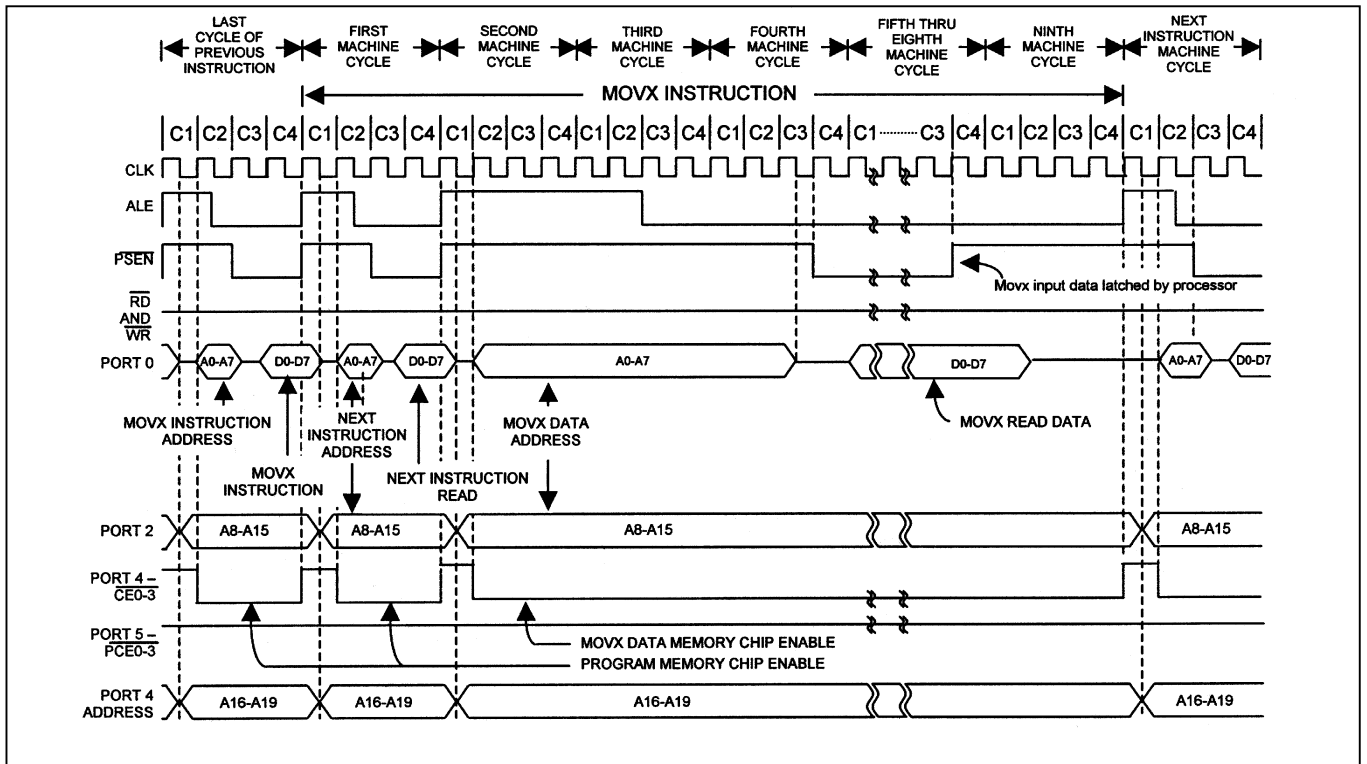 LAST
CYCLE OF
PREVIOUS
INSTRUCTION
FIRST
MACHINE
CYCLE
SECOND
MACHINE
CYCLE
THIRD
MACHINE
CYCLE
FOURTH
MACHINE
CYCLE
FIFTH THRU
EIGHTH
MACHINE
CYCLE
NINTH
MACHINE
CYCLE
NEXT
INSTRUCTION
MACHINE
CYCLE
MOVX INSTRUCTION
C1 C2 C3 C4 C1 C2 C3 C4 C1 C2 C3 C4 C1 C2 C3 C4 C1 C2 C3 C4 C1 ......... C3 C4 C1 C2 C3 C4 C1 C2 C3 C4
CLK
ALE
PSEN
Movx input data latched by processor
RD
AND
WR
PORT 0 A0-A7 D0-D7 A0-A7 D0-D7 A0-A7 D0-D7 A0-A7 D0-D7
MOVX INSTRUCTION
ADDRESS
NEXT
INSTRUCTION
ADDRESS
MOVX DATA
ADDRESS
MOVX READ DATA
MOVX
INSTRUCTION
NEXT INSTRUCTION
READ
PORT 2 A8-A15 A8-A15 A8-A15 A8-A15
PORT 4 –
CE0-3
PORT 5 –
PCE0-3
MOVX DATA MEMORY CHIP ENABLE
PROGRAM MEMORY CHIP ENABLE
PORT 4
ADDRESS
A16-A19 A16-A19 A16-A19 A16-A19